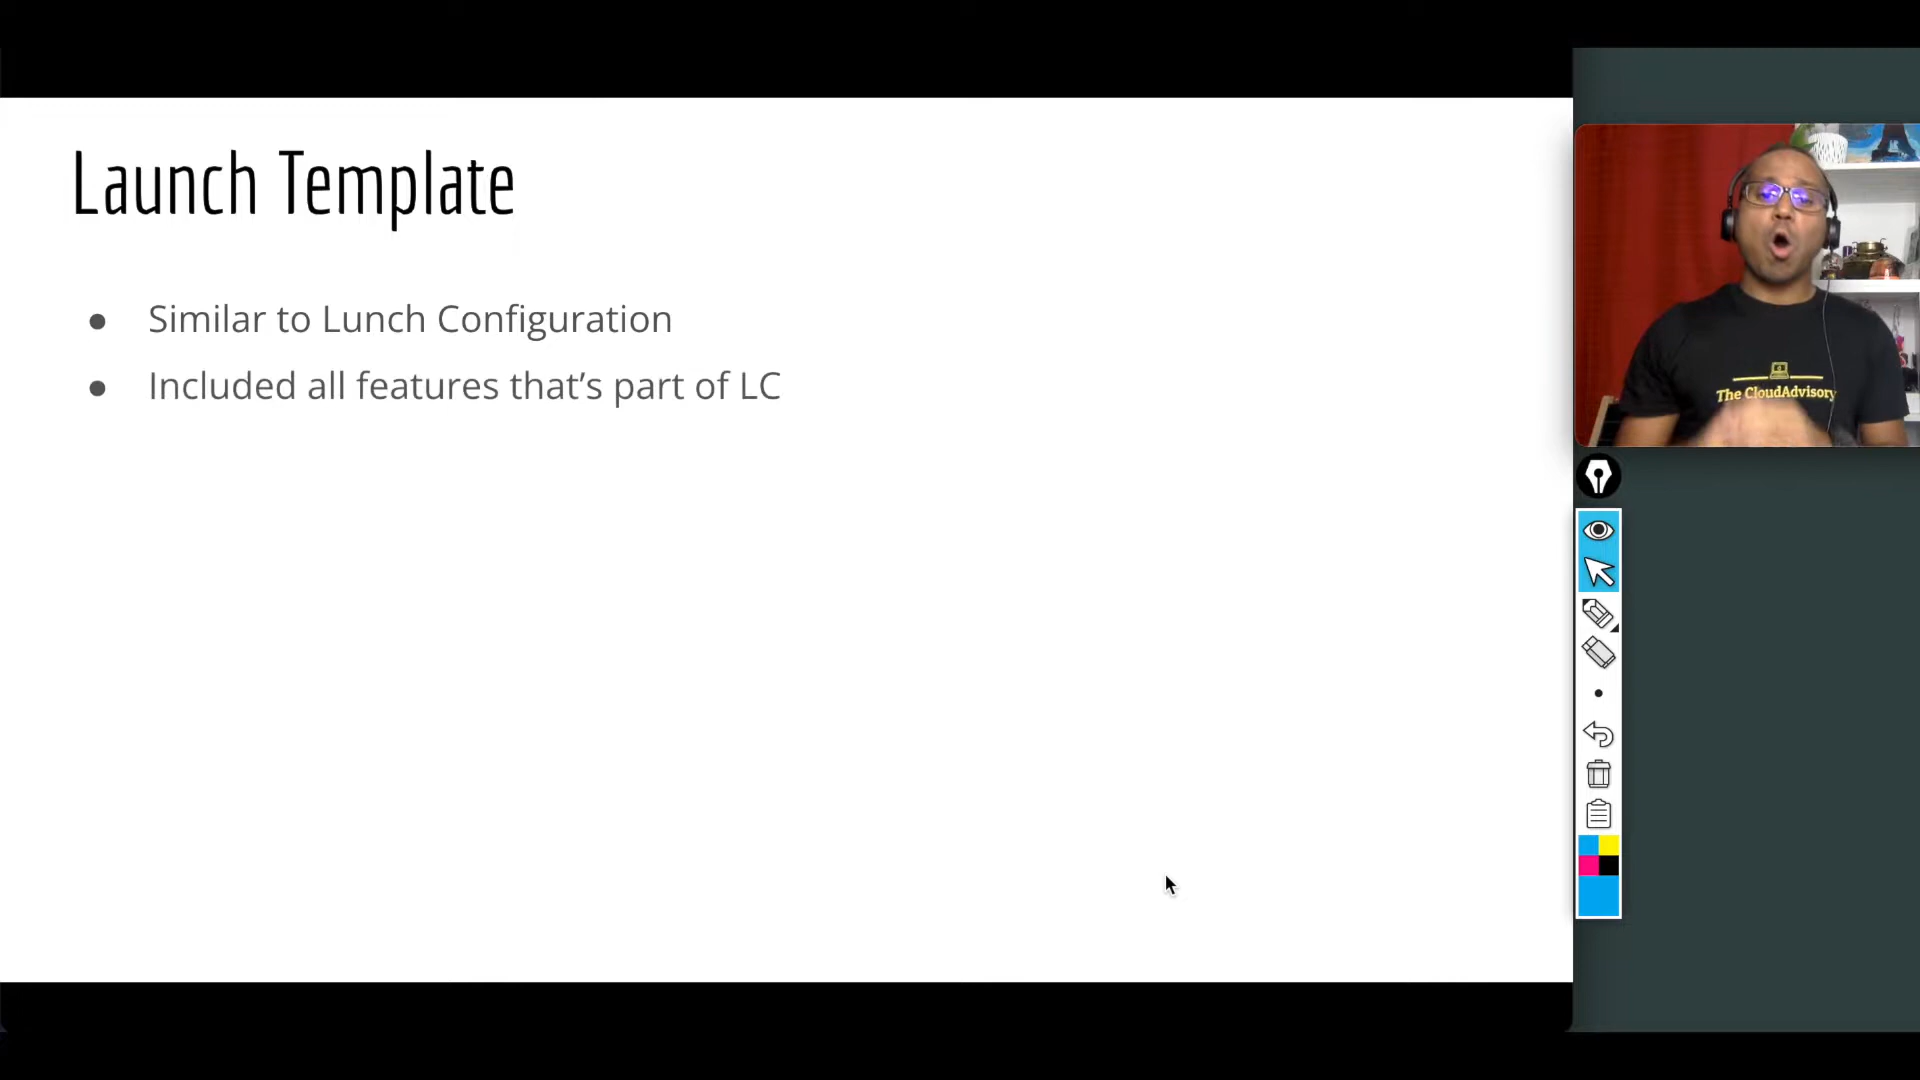 Launch Template
● Similar to Lunch Configuration
● Included all features that’s part of LC
The CloudAdvisory